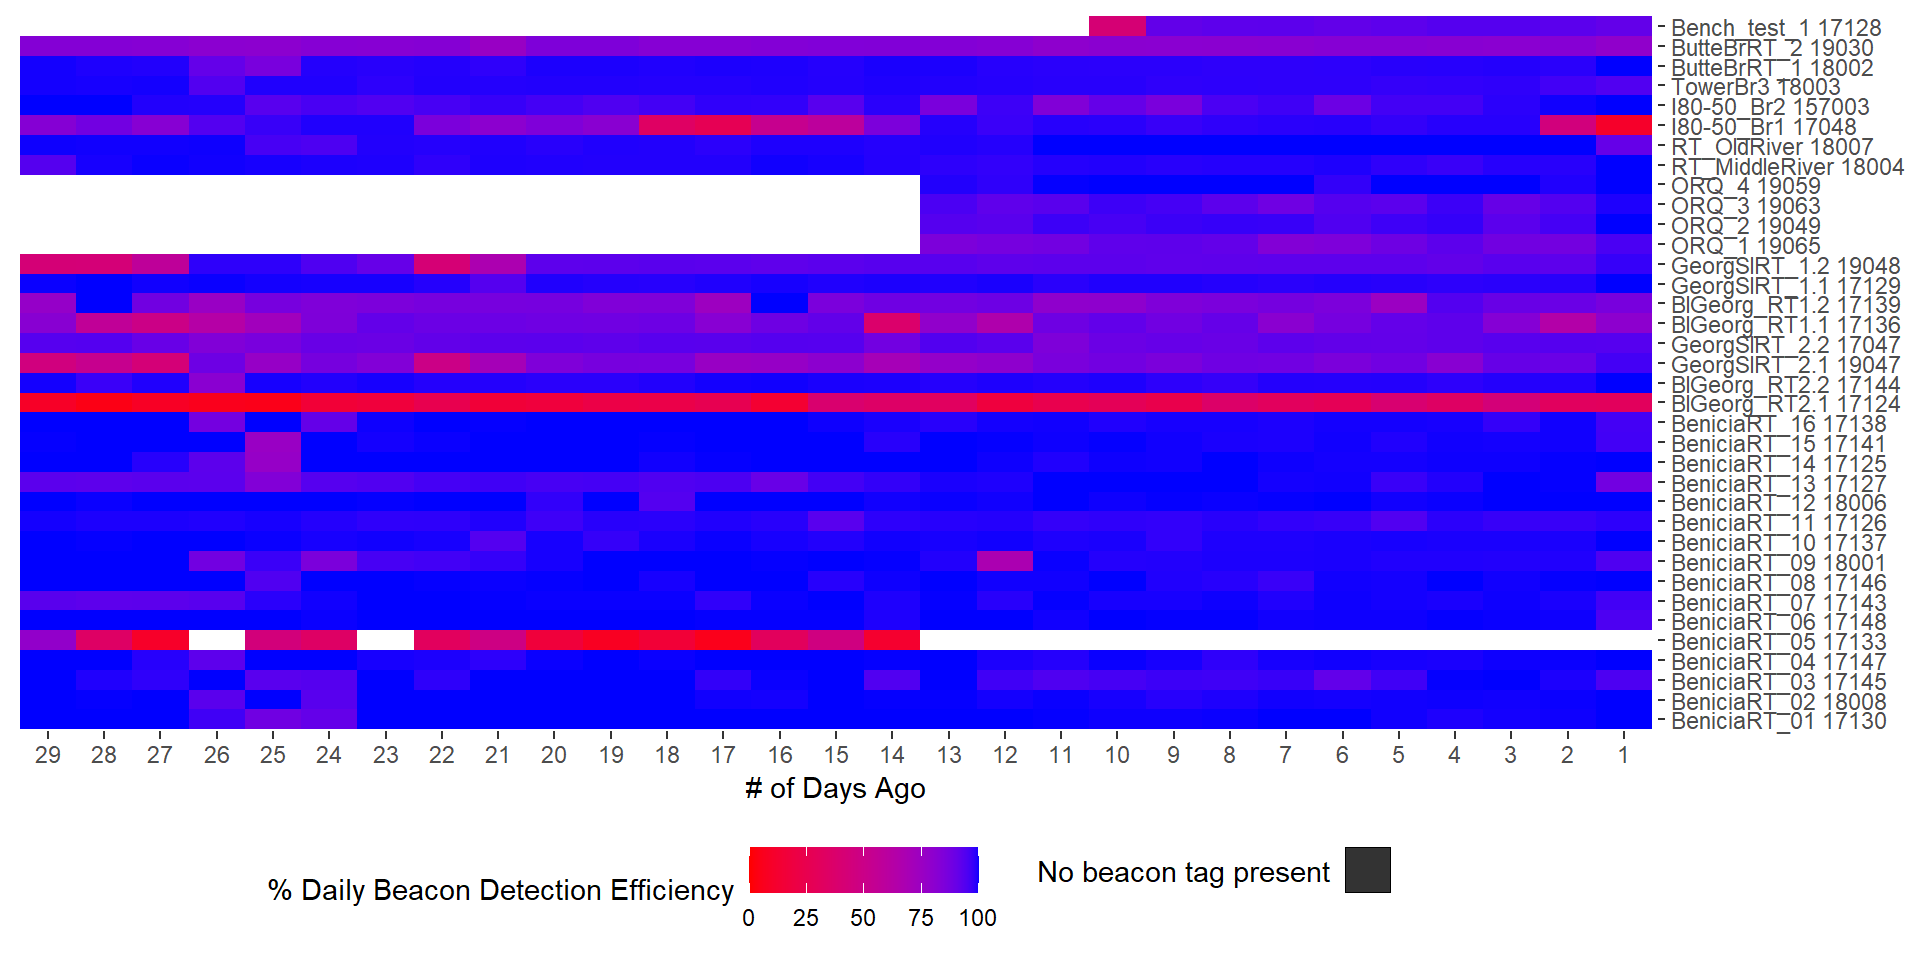 Bench_test_1 17128
ButteBrRT_2 19030
ButteBrRT_1 18002
TowerBr3 18003
I80-50_Br2 157003
I80-50_Br1 17048
RT_OldRiver 18007
RT_MiddleRiver 18004
ORQ_4 19059
ORQ_3 19063
ORQ_2 19049
ORQ_1 19065
GeorgSlRT_1.2 19048
GeorgSlRT_1.1 17129
BlGeorg_RT1.2 17139
BlGeorg_RT1.1 17136
GeorgSlRT_2.2 17047
GeorgSlRT_2.1 19047
BlGeorg_RT2.2 17144
BlGeorg_RT2.1 17124
BeniciaRT_16 17138
BeniciaRT_15 17141
BeniciaRT_14 17125
BeniciaRT_13 17127
BeniciaRT_12 18006
BeniciaRT_11 17126
BeniciaRT_10 17137
BeniciaRT_09 18001
BeniciaRT_08 17146
BeniciaRT_07 17143
BeniciaRT_06 17148
BeniciaRT_05 17133
BeniciaRT_04 17147
BeniciaRT_03 17145
BeniciaRT_02 18008
BeniciaRT_01 17130
29 28 27 26 25 24 23 22 21 20 19 18 17 16 15 14 13 12 11 10 9 8 7 6 5 4 3 2 1
# of Days Ago
% Daily Beacon Detection Efficiency
0 25 50 75 100
No beacon tag present